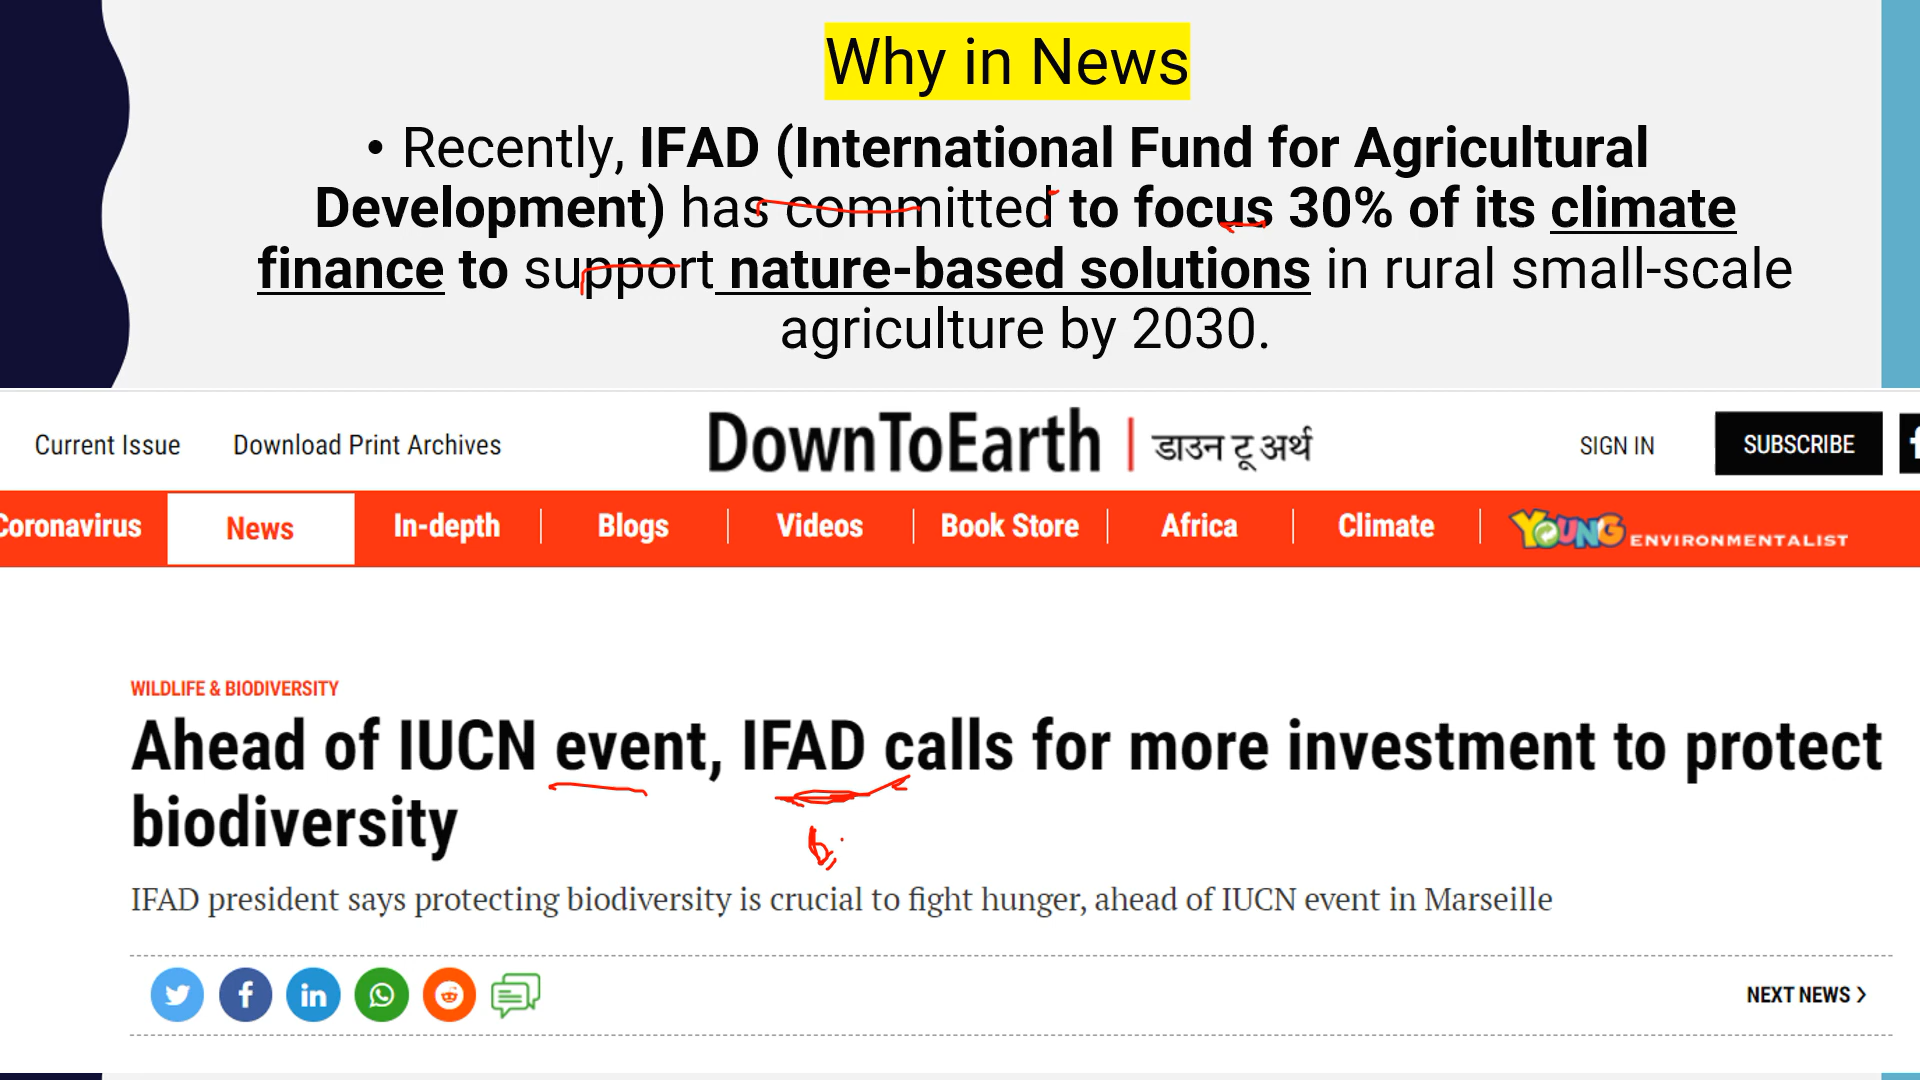 Why in News
• Recently, IFAD (International Fund for Agricultural
Development) has committed to focus 30% of its climate
finance to support nature-based solutions in rural small-scale
agriculture by 2030.
Current Issue Download Print Archives DownToEarth | डाउन टू अर्थ SIGN IN SUBSCRIBE
Coronavirus News In-depth Blogs Videos Book Store Africa Climate YOUNG ENVIRONMENTALIST
WILDLIFE & BIODIVERSITY
Ahead of IUCN event, IFAD calls for more investment to protect
biodiversity
IFAD president says protecting biodiversity is crucial to fight hunger, ahead of IUCN event in Marseille
NEXT NEWS >